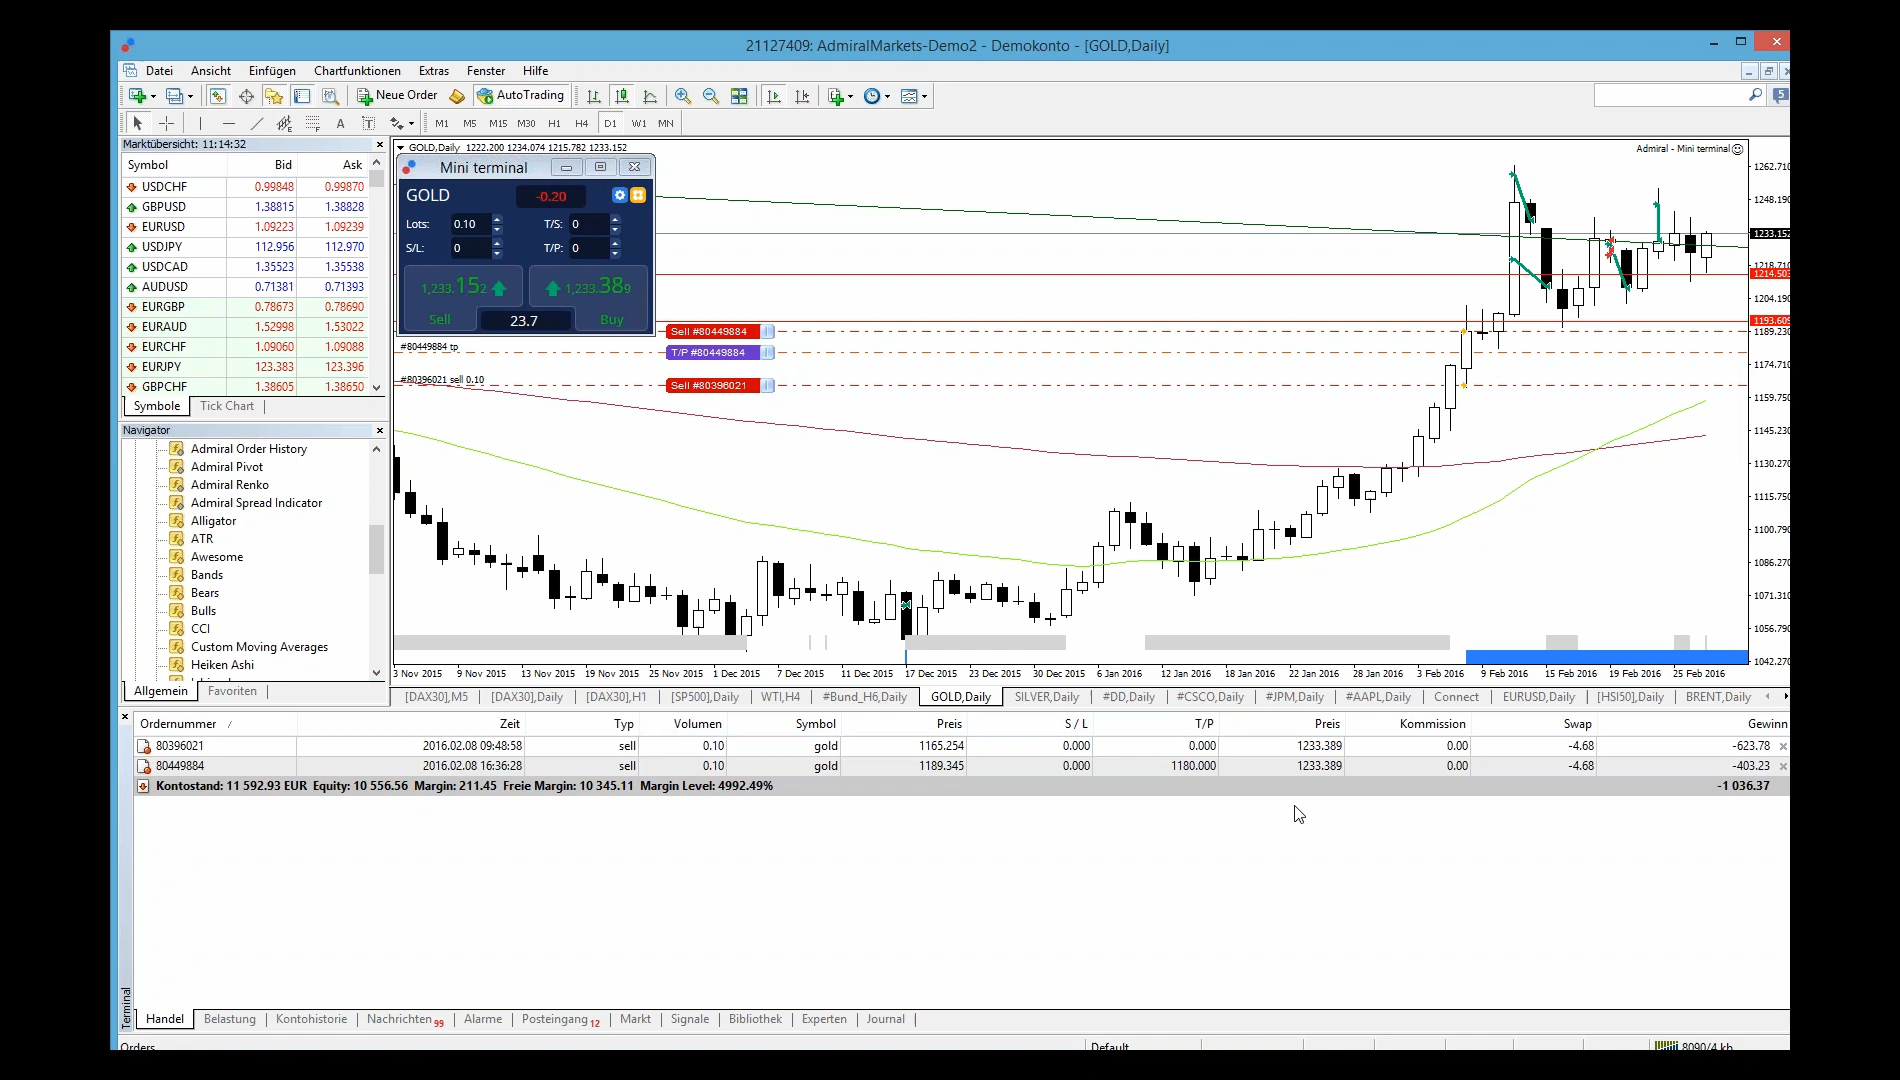 21127409: AdmiralMarkets-Demo2 - Demokonto - [GOLD,Daily]
Datei Ansicht Einfügen Chartfunktionen Extras Fenster Hilfe
Neue Order AutoTrading 5
A T M1 M5 M15 M30 H1 H4 D1 W1 MN
Marktübersicht: 11:14:32
Symbol Bid Ask
USDCHF 0.99848 0.99870
GBPUSD 1.38815 1.38828
EURUSD 1.09223 1.09239
USDJPY 112.956 112.970
USDCAD 1.35523 1.35538
AUDUSD 0.71381 0.71393
EURGBP 0.78673 0.78690
EURAUD 1.52998 1.53022
EURCHF 1.09060 1.09088
EURJPY 123.383 123.396
GBPCHF 1.38605 1.38650
Symbole Tick Chart
Navigator
Admiral Order History
Admiral Pivot
Admiral Renko
Admiral Spread Indicator
Alligator
ATR
Awesome
Bands
Bears
Bulls
CCI
Custom Moving Averages
Heiken Ashi
Allgemein Favoriten
GOLD,Daily 1222.200 1234.074 1215.782 1233.152
Admiral - Mini terminal
Mini terminal
GOLD -0.20
Lots: 0.10 T/S: 0
S/L: 0 T/P: 0
1,233.152 1,233.389
Sell 23.7 Buy
#80449884 tp
#80396021 sell 0.10
Sell #80449884
T/P #80449884
Sell #80396021
1262.710
1248.190
1233.152
1218.710
1214.503
1204.190
1193.609
1189.230
1174.710
1159.750
1145.230
1130.270
1115.750
1100.790
1086.270
1071.310
1056.790
1042.270
3 Nov 2015 9 Nov 2015 13 Nov 2015 19 Nov 2015 25 Nov 2015 1 Dec 2015 7 Dec 2015 11 Dec 2015 17 Dec 2015 23 Dec 2015 30 Dec 2015 6 Jan 2016 12 Jan 2016 18 Jan 2016 22 Jan 2016 28 Jan 2016 3 Feb 2016 9 Feb 2016 15 Feb 2016 19 Feb 2016 25 Feb 2016
[DAX30],M5 [DAX30],Daily [DAX30],H1 [SP500],Daily WTI,H4 #Bund_H6,Daily GOLD,Daily SILVER,Daily #DD,Daily #CSCO,Daily #JPM,Daily #AAPL,Daily Connect EURUSD,Daily [HSI50],Daily BRENT,Daily
Ordernummer / Zeit Typ Volumen Symbol Preis S / L T/P Preis Kommission Swap Gewinn
80396021 2016.02.08 09:48:58 sell 0.10 gold 1165.254 0.000 0.000 1233.389 0.00 -4.68 -623.78
80449884 2016.02.08 16:36:28 sell 0.10 gold 1189.345 0.000 1180.000 1233.389 0.00 -4.68 -403.23
Kontostand: 11 592.93 EUR Equity: 10 556.56 Margin: 211.45 Freie Margin: 10 345.11 Margin Level: 4992.49% -1 036.37
Terminal
Handel Belastung Kontohistorie Nachrichten 99 Alarme Posteingang 12 Markt Signale Bibliothek Experten Journal
Orders Default 8090/4 kb